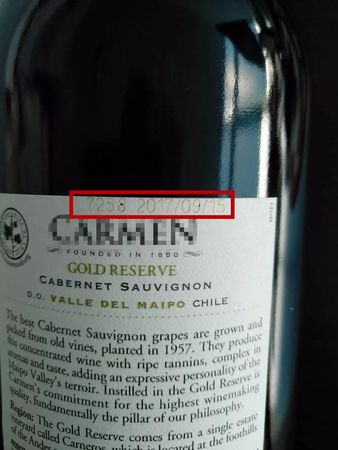 L7258 2017/09/15
CARMEN
FOUNDED IN 1850
GOLD RESERVE
CABERNET SAUVIGNON
D.O. VALLE DEL MAIPO CHILE
The best Cabernet Sauvignon grapes are grown and
picked from old vines, planted in 1957. They produce
this concentrated wine with ripe tannins, complex in
aromas and taste, adding an expressive personality of the
Maipo Valley's terroir. Instilled in the Gold Reserve is
Carmen's commitment for the highest winemaking
quality, fundamentally the pillar of our philosophy.
Region: The Gold Reserve comes from a single estate
vineyard called Carneros, which is located at the foothills
of the Andes